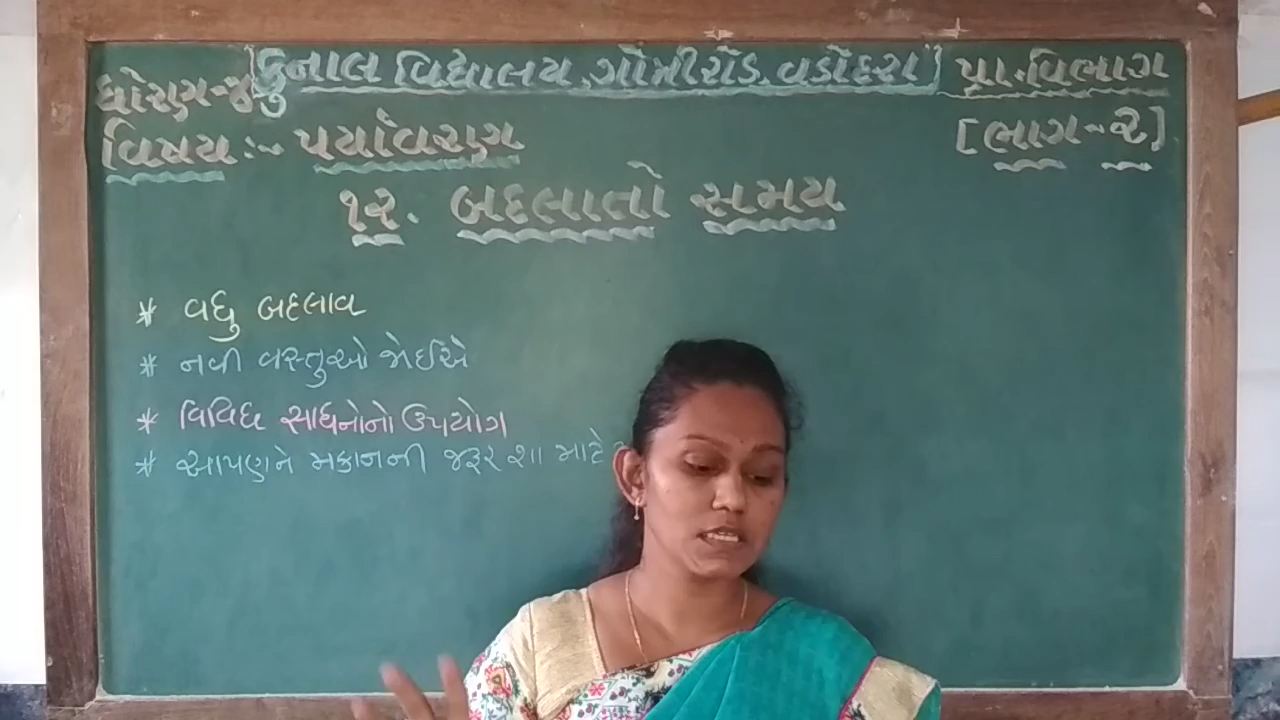 [કુનાલ વિદ્યાલય, ગોત્રીરોડ, વડોદરા] પ્રા. વિભાગ
ધોરણ-૪
વિષય:- પર્યાવરણ [ભાગ-૨]
૧૨. બદલાતો સમય
* વધુ બદલાવ
* નવી વસ્તુઓ જોઈએ
* વિવિધ સાધનોનો ઉપયોગ
* આપણને મકાનની જરૂર શા માટે